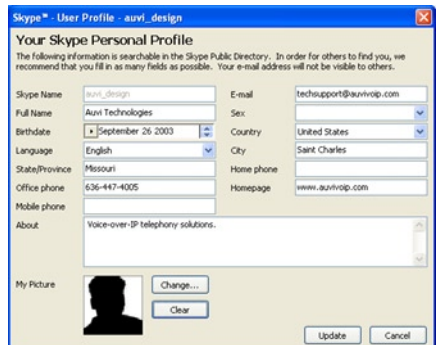 Skype™ - User Profile - auvi_design
Your Skype Personal Profile
The following information is searchable in the Skype Public Directory. In order for others to find you, we
recommend that you fill in as many fields as possible. Your e-mail address will not be visible to others.
Skype Name auvi_design E-mail techsupport@auvivoip.com
Full Name Auvi Technologies Sex
Birthdate September 26 2003 Country United States
Language English City Saint Charles
State/Province Missouri Home phone
Office phone 636-447-4005 Homepage www.auvivoip.com
Mobile phone
About Voice-over-IP telephony solutions.
My Picture Change...
Clear
Update Cancel